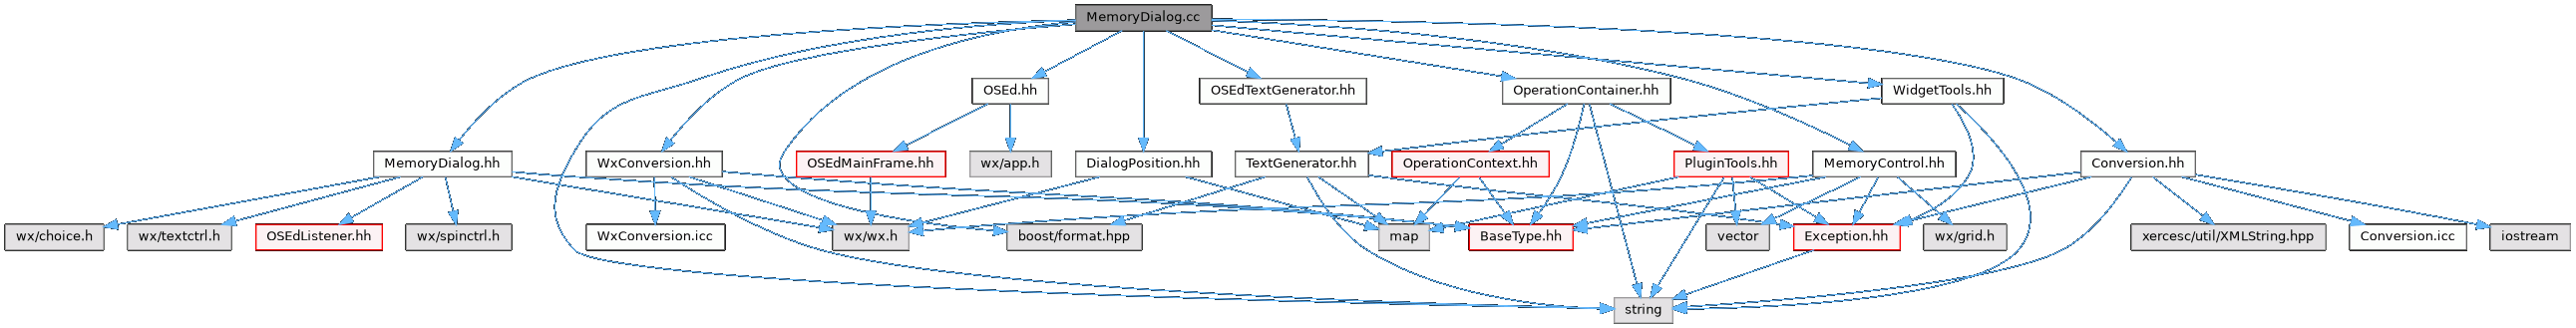 MemoryDialog.cc
OSEd.hh
OSEdTextGenerator.hh
OperationContainer.hh
WidgetTools.hh
MemoryDialog.hh
WxConversion.hh
OSEdMainFrame.hh
wx/app.h
DialogPosition.hh
TextGenerator.hh
OperationContext.hh
PluginTools.hh
MemoryControl.hh
Conversion.hh
wx/choice.h
wx/textctrl.h
OSEdListener.hh
wx/spinctrl.h
WxConversion.icc
wx/wx.h
boost/format.hpp
map
BaseType.hh
vector
Exception.hh
wx/grid.h
xercesc/util/XMLString.hpp
Conversion.icc
iostream
string